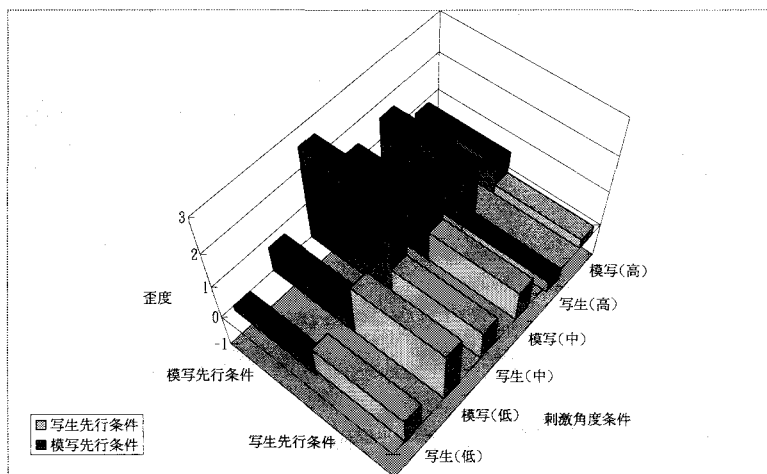 3
2
1
0
-1
歪度
模写先行条件
写生先行条件
写生先行条件
模写先行条件
模写(高)
写生(高)
模写(中)
写生(中)
模写(低)
写生(低)
刺激角度条件